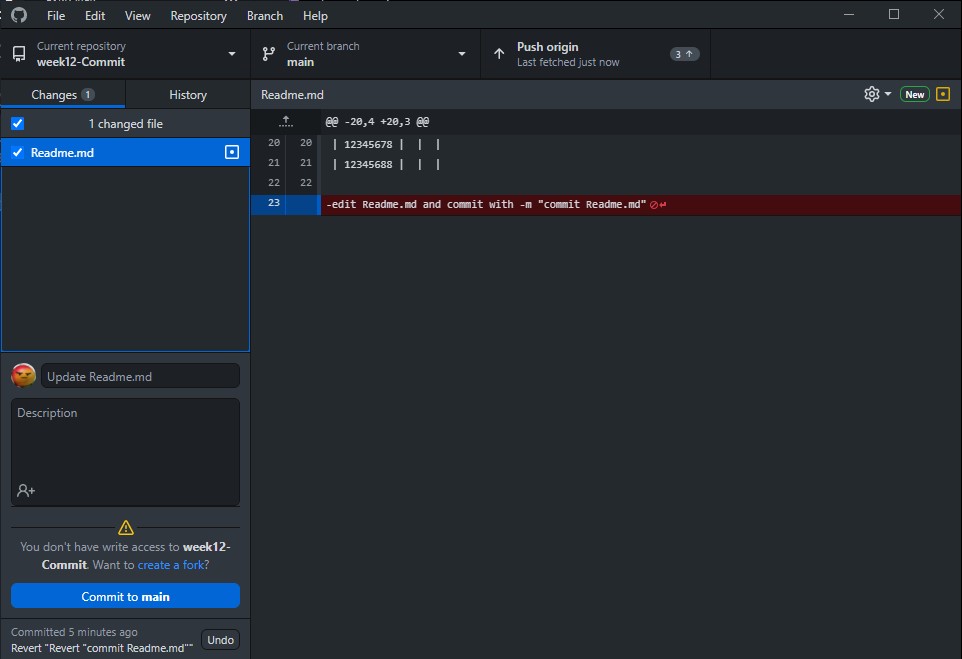 File Edit View Repository Branch Help
Current repository
week12-Commit
Current branch
main
Push origin
Last fetched just now
3
Changes 1
History
Readme.md
New
1 changed file
Readme.md
@@ -20,4 +20,3 @@
20 20 | 12345678 | | |
21 21 | 12345688 | | |
22 22
23 -edit Readme.md and commit with -m "commit Readme.md"
Update Readme.md
Description
You don't have write access to week12-
Commit. Want to create a fork?
Commit to main
Committed 5 minutes ago
Revert "Revert "commit Readme.md""
Undo